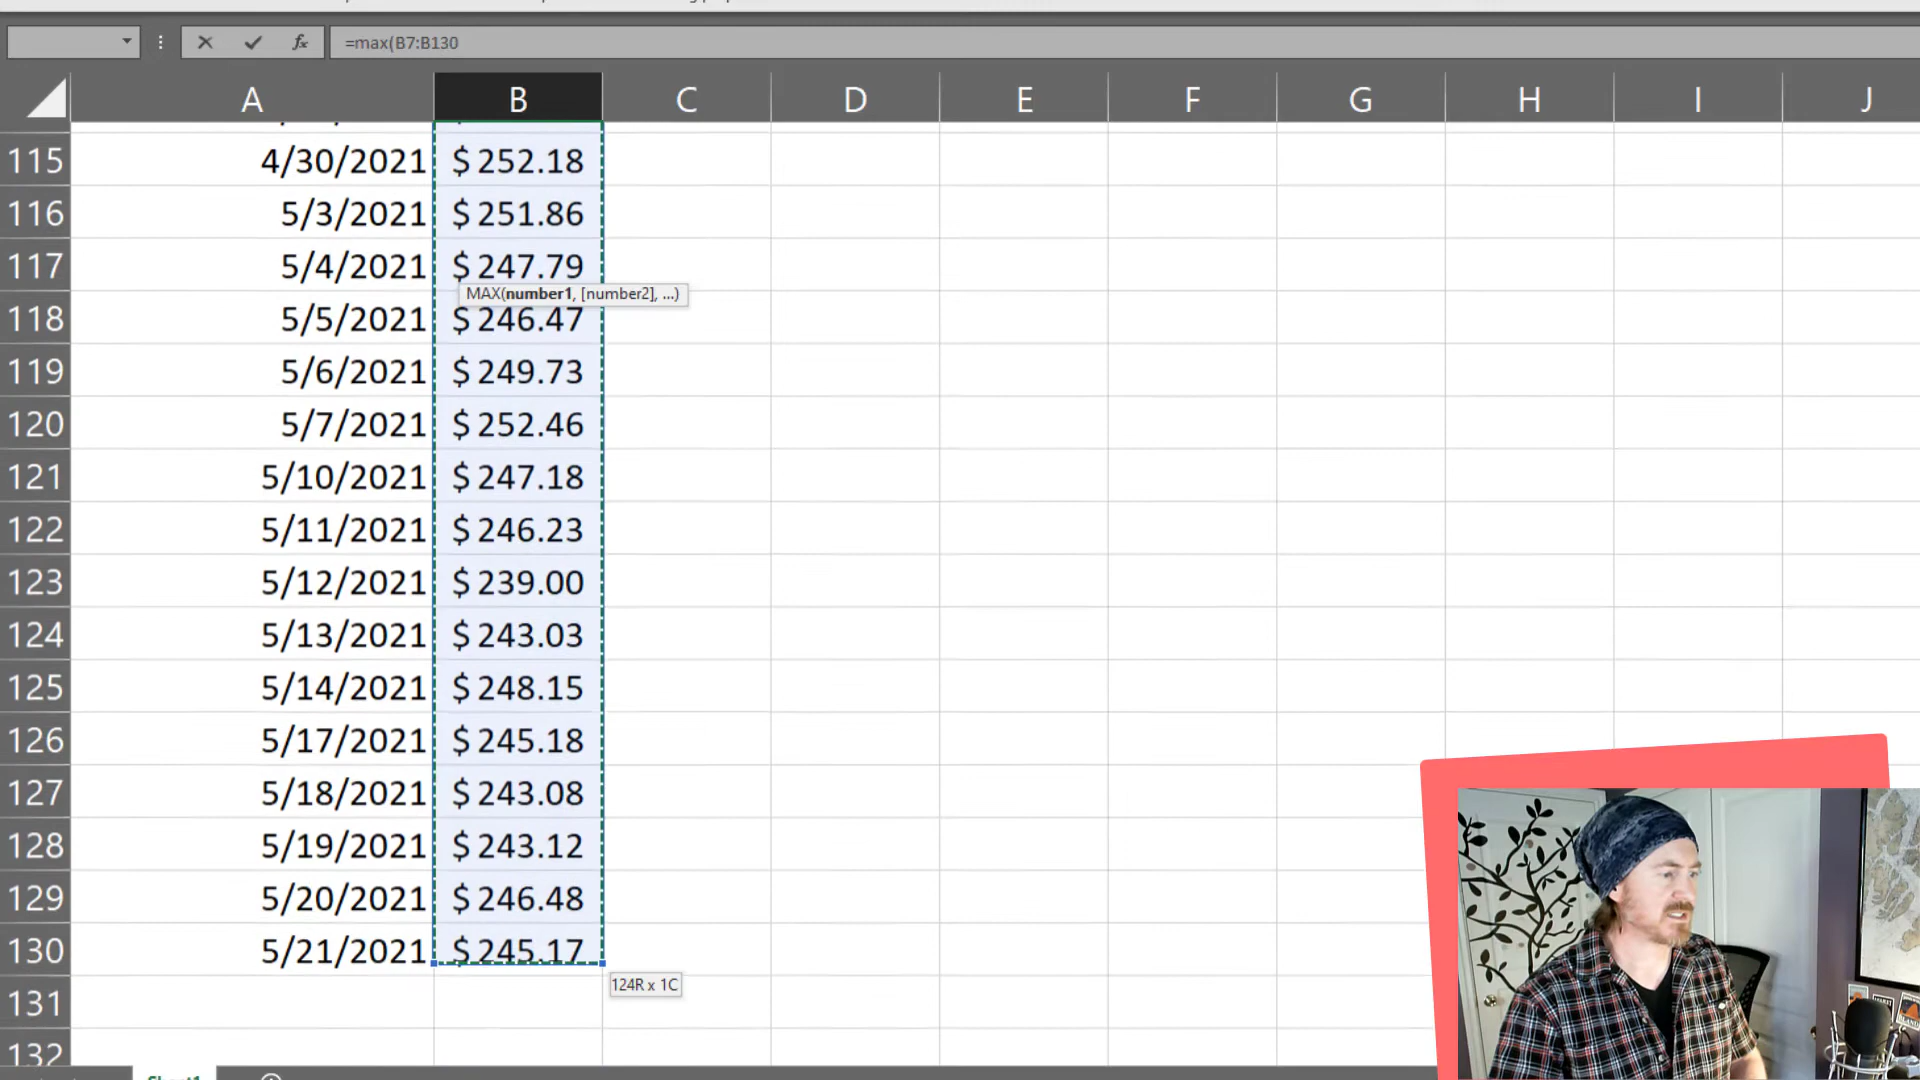 =max(B7:B130
A B C D E F G H I J
115 4/30/2021 $ 252.18
116 5/3/2021 $ 251.86
117 5/4/2021 $ 247.79
MAX(number1, [number2], ...)
118 5/5/2021 $ 246.47
119 5/6/2021 $ 249.73
120 5/7/2021 $ 252.46
121 5/10/2021 $ 247.18
122 5/11/2021 $ 246.23
123 5/12/2021 $ 239.00
124 5/13/2021 $ 243.03
125 5/14/2021 $ 248.15
126 5/17/2021 $ 245.18
127 5/18/2021 $ 243.08
128 5/19/2021 $ 243.12
129 5/20/2021 $ 246.48
130 5/21/2021 $ 245.17
124R x 1C
131
132
Sheet1